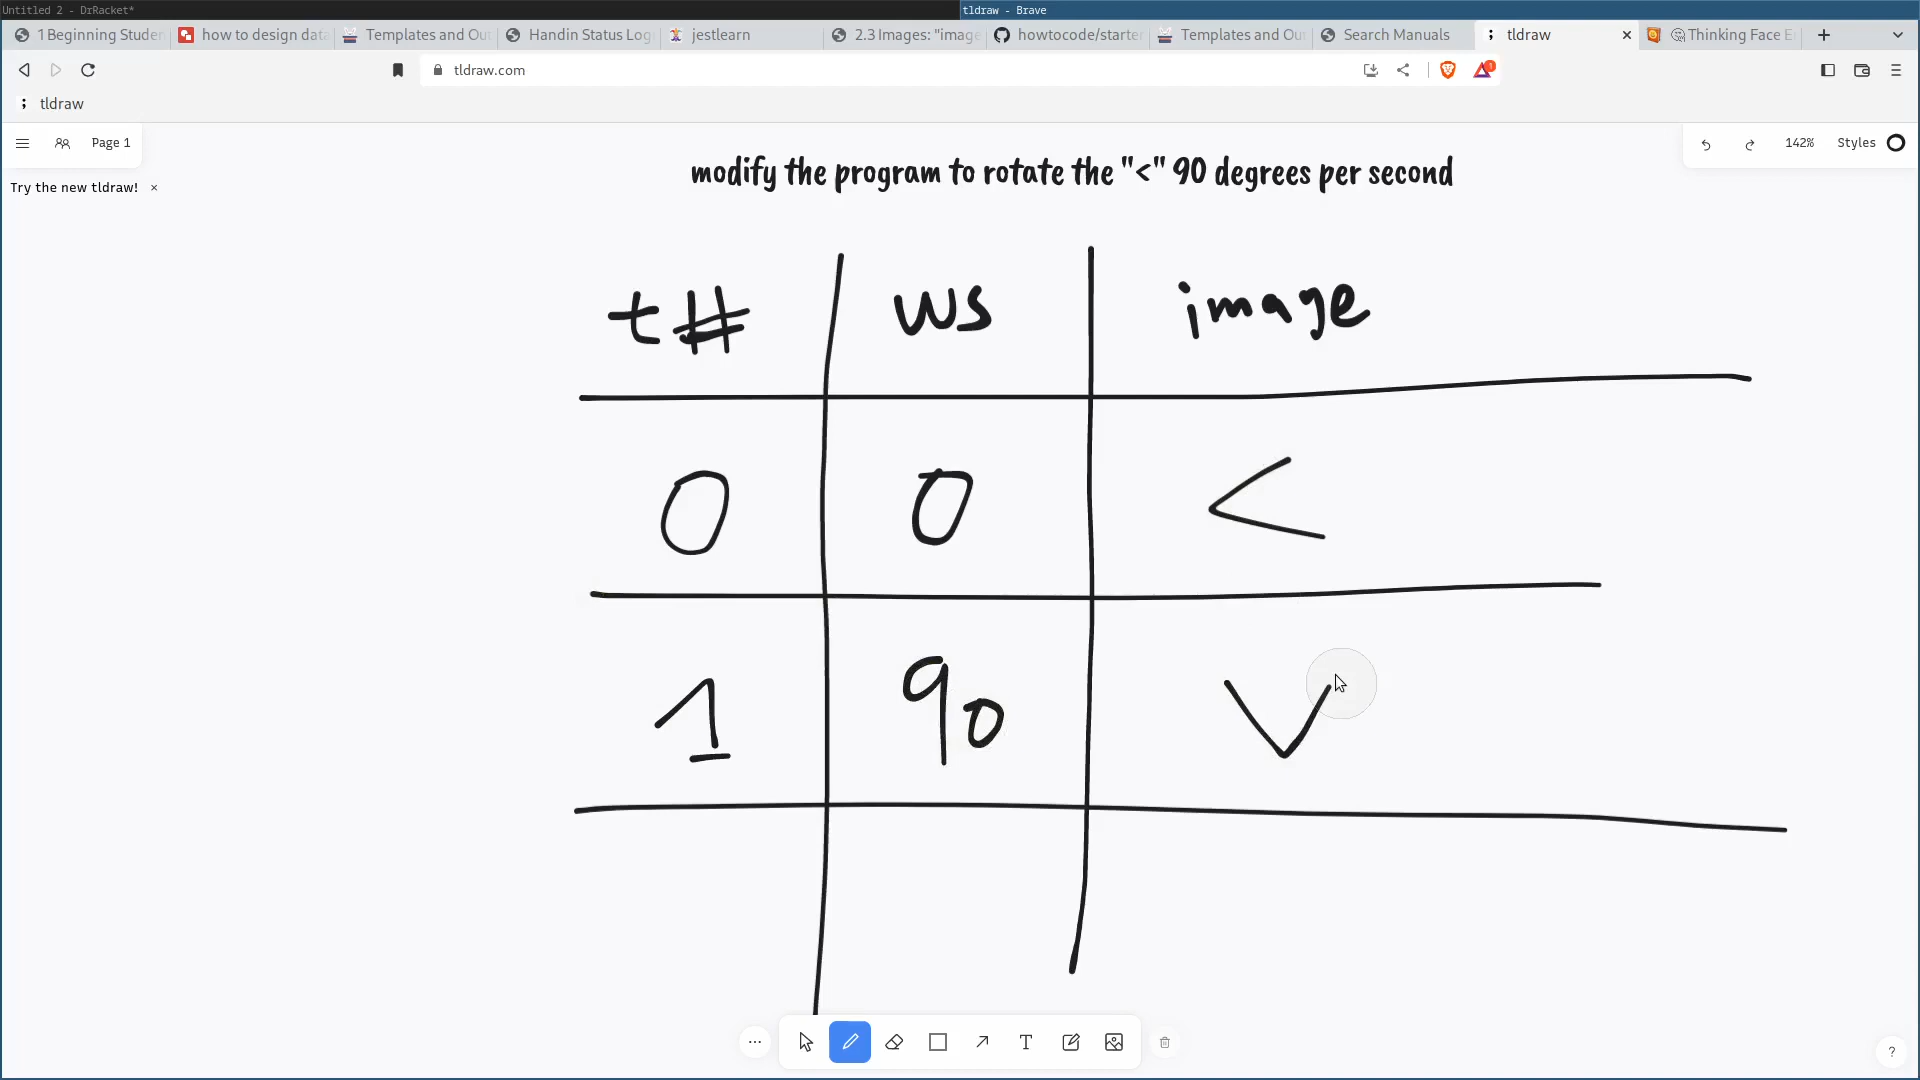 Untitled 2 - DrRacket*
tldraw - Brave
1 Beginning Studen
how to design data
Templates and Out
Handin Status Log
jestlearn
2.3 Images: "image
howtocode/starter
Templates and Out
Search Manuals
tldraw
Thinking Face E
tldraw.com
tldraw
Page 1
142%
Styles
Try the new tldraw!
modify the program to rotate the "<" 90 degrees per second
t# ws image
0 0 <
1 90 v